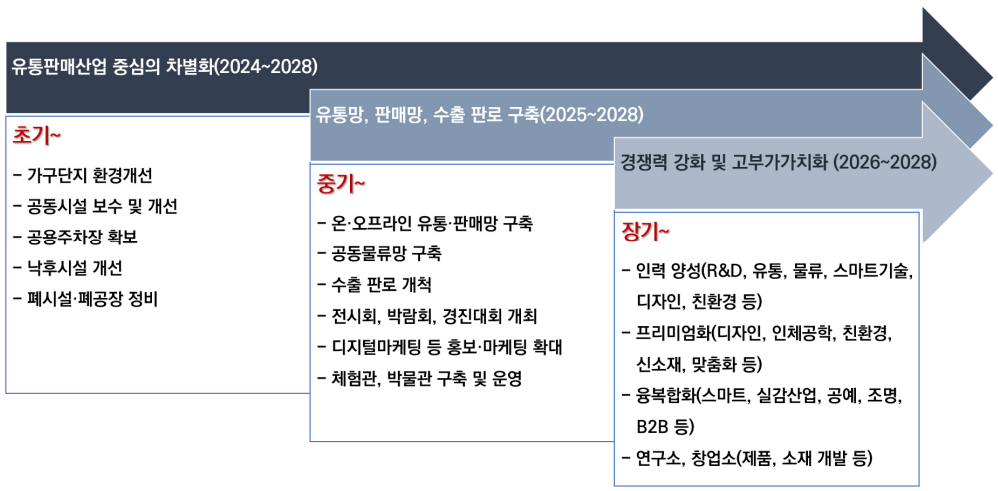 유통판매산업 중심의 차별화(2024~2028)
초기~
– 가구단지 환경개선
– 공동시설 보수 및 개선
– 공용주차장 확보
– 낙후시설 개선
– 폐시설·폐공장 정비
유통망, 판매망, 수출 판로 구축(2025~2028)
중기~
– 온·오프라인 유통·판매망 구축
– 공동물류망 구축
– 수출 판로 개척
– 전시회, 박람회, 경진대회 개최
– 디지털마케팅 등 홍보·마케팅 확대
– 체험관, 박물관 구축 및 운영
경쟁력 강화 및 고부가가치화 (2026~2028)
장기~
– 인력 양성(R&D, 유통, 물류, 스마트기술,
디자인, 친환경 등)
– 프리미엄화(디자인, 인체공학, 친환경,
신소재, 맞춤화 등)
– 융복합화(스마트, 실감산업, 공예, 조명,
B2B 등)
– 연구소, 창업소(제품, 소재 개발 등)